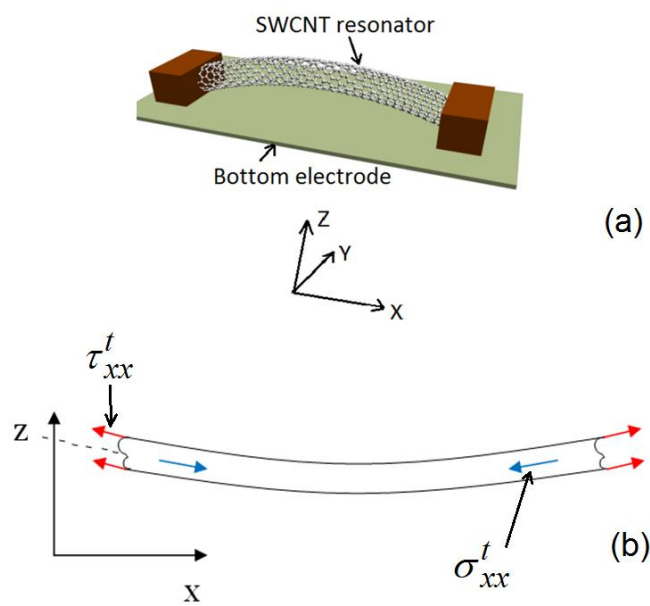 SWCNT resonator
Bottom electrode
(a)
Z
Y
X
τ^t_xx
Z
X
σ^t_xx
(b)